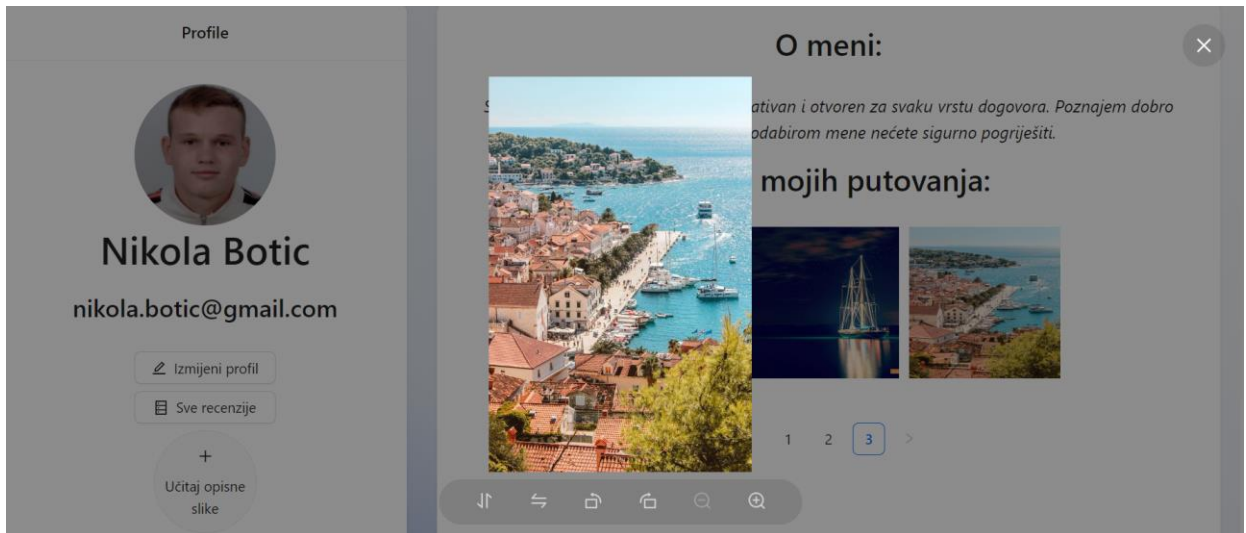 Profile
Nikola Botic
nikola.botic@gmail.com
Izmijeni profil
Sve recenzije
+
Učitaj opisne
slike
O meni:
i otvoren za svaku vrstu dogovora. Poznajem dobro
odabirom mene nećete sigurno pogriješiti.
mojih putovanja:
1 2 3 >